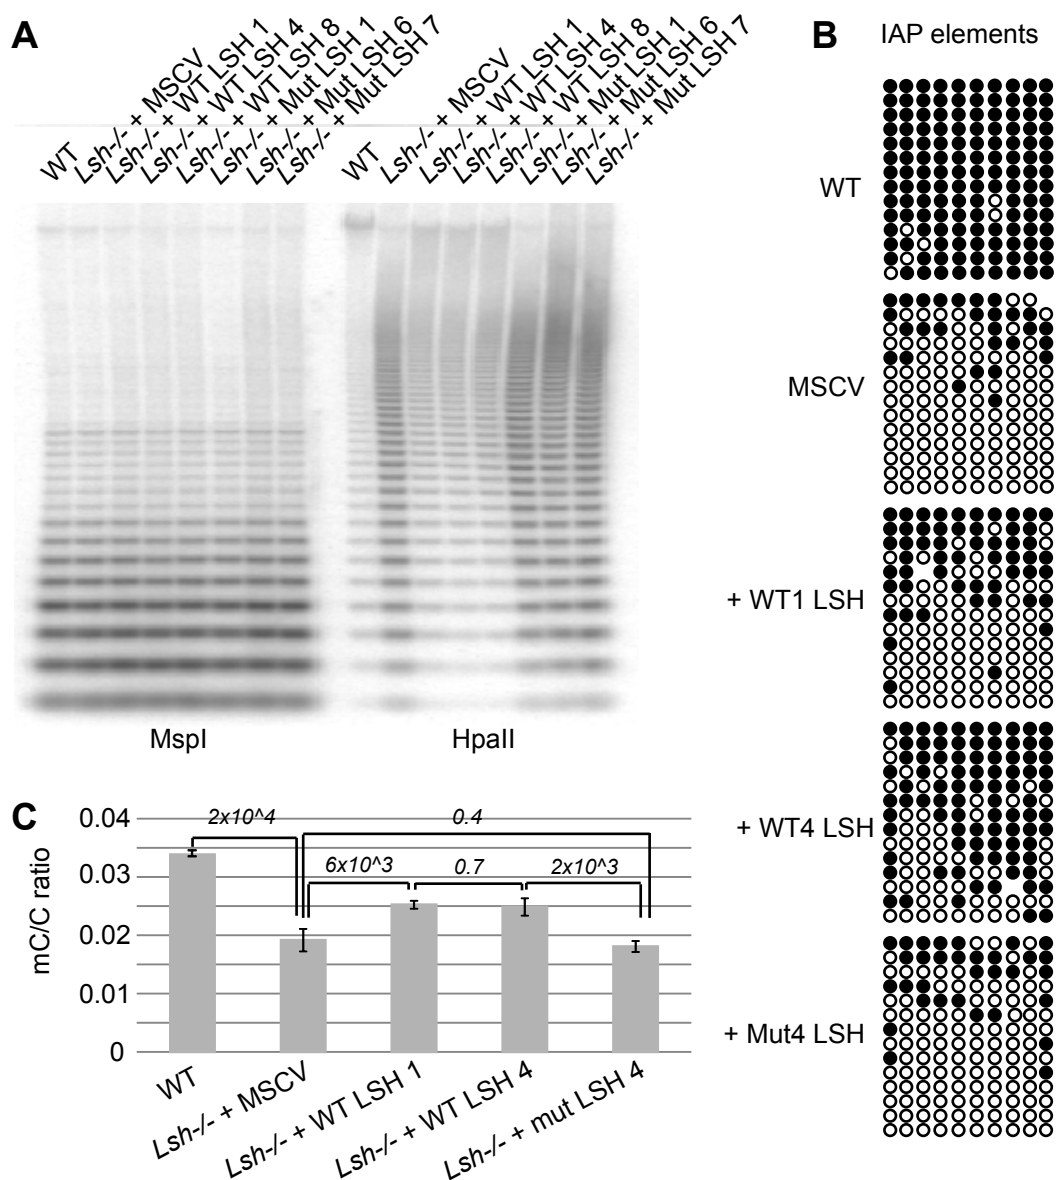 A
WT
Lsh-/- + MSCV
Lsh-/- + WT LSH 1
Lsh-/- + WT LSH 4
Lsh-/- + WT LSH 8
Lsh-/- + Mut LSH 1
Lsh-/- + Mut LSH 6
Lsh-/- + Mut LSH 7
WT
Lsh-/- + MSCV
Lsh-/- + WT LSH 1
Lsh-/- + WT LSH 4
Lsh-/- + WT LSH 8
Lsh-/- + Mut LSH 1
Lsh-/- + Mut LSH 6
Lsh-/- + Mut LSH 7
MspI
HpaII
B
IAP elements
WT
MSCV
+ WT1 LSH
+ WT4 LSH
+ Mut4 LSH
C
mC/C ratio
0.04
0.03
0.02
0.01
0
2x10^4
0.4
6x10^3
0.7
2x10^3
WT
Lsh-/- + MSCV
Lsh-/- + WT LSH 1
Lsh-/- + WT LSH 4
Lsh-/- + mut LSH 4